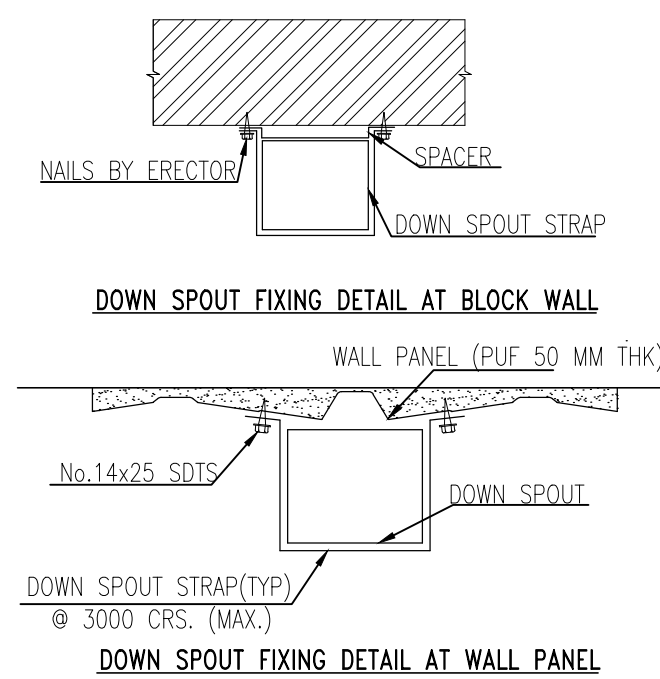 NAILS BY ERECTOR
SPACER
DOWN SPOUT STRAP
DOWN SPOUT FIXING DETAIL AT BLOCK WALL
WALL PANEL (PUF 50 MM THK)
No.14x25 SDTS
DOWN SPOUT
DOWN SPOUT STRAP(TYP)
@ 3000 CRS. (MAX.)
DOWN SPOUT FIXING DETAIL AT WALL PANEL